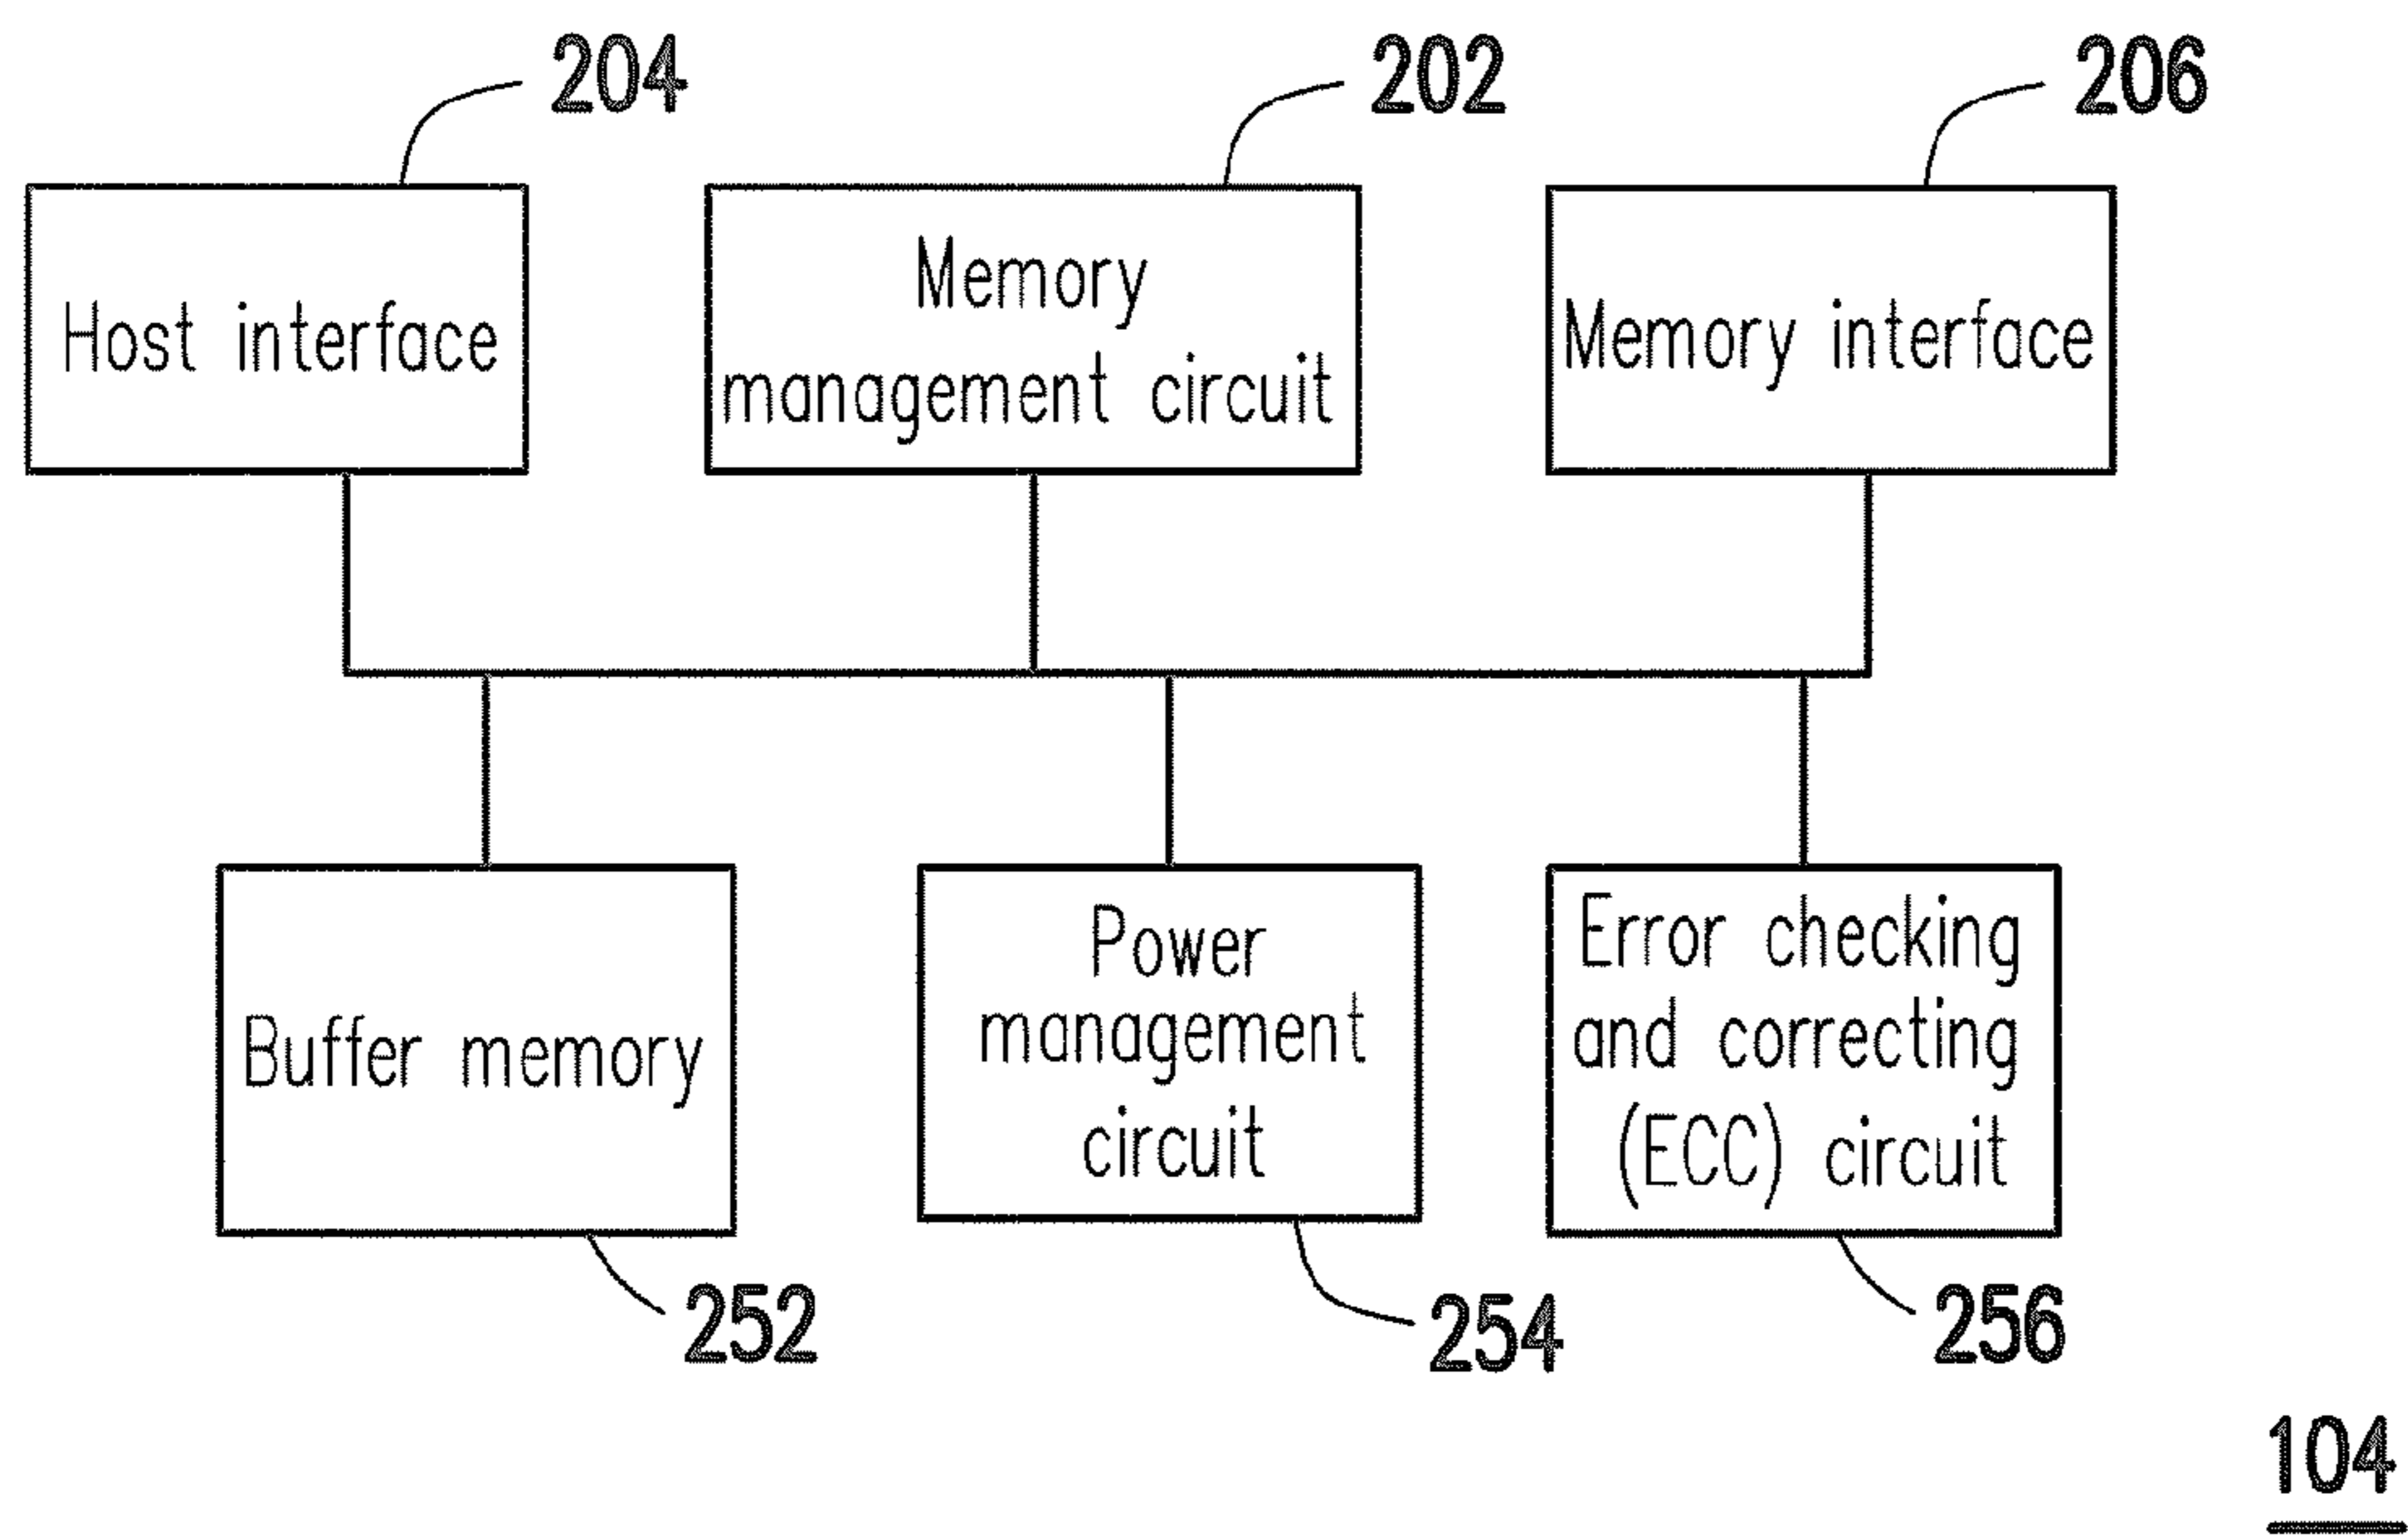 204
202
206
Host interface
Memory
management circuit
Memory interface
Buffer memory
Power
management
circuit
Error checking
and correcting
(ECC) circuit
252
254
256
104